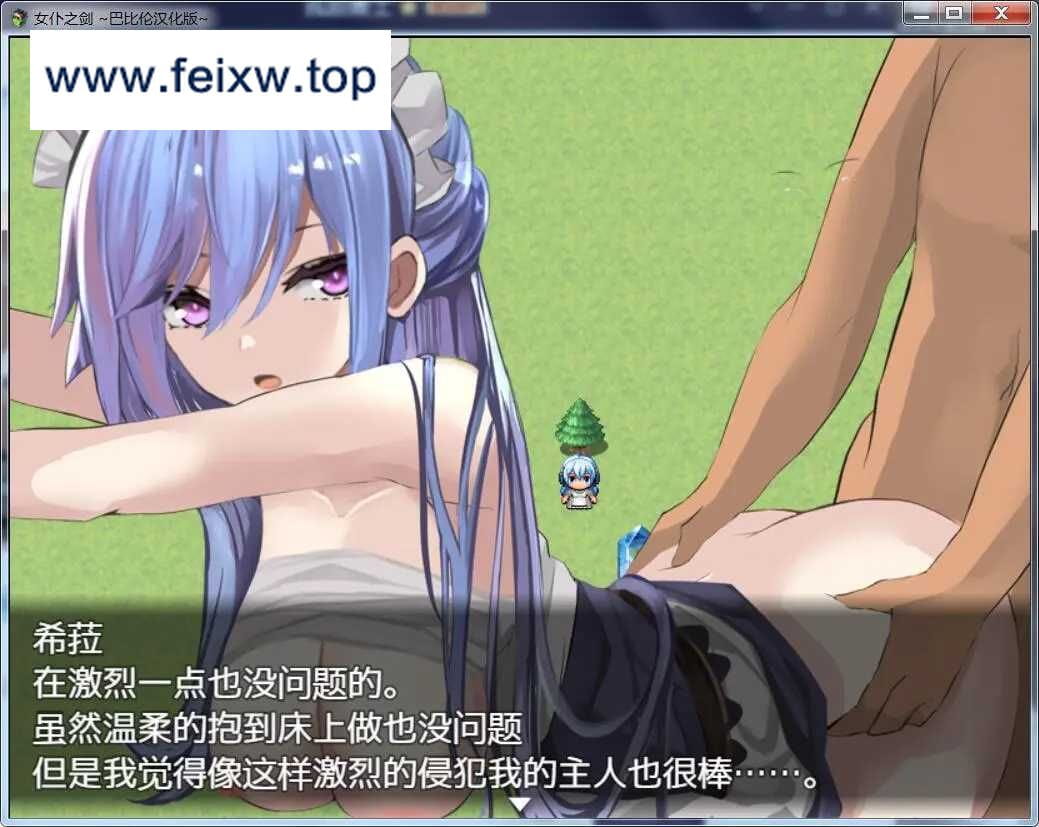 女仆之剑 ~巴比伦汉化版~
www.feixw.top
希菈
在激烈一点也没问题的。
虽然温柔的抱到床上做也没问题
但是我觉得像这样激烈的侵犯我的主人也很棒……。